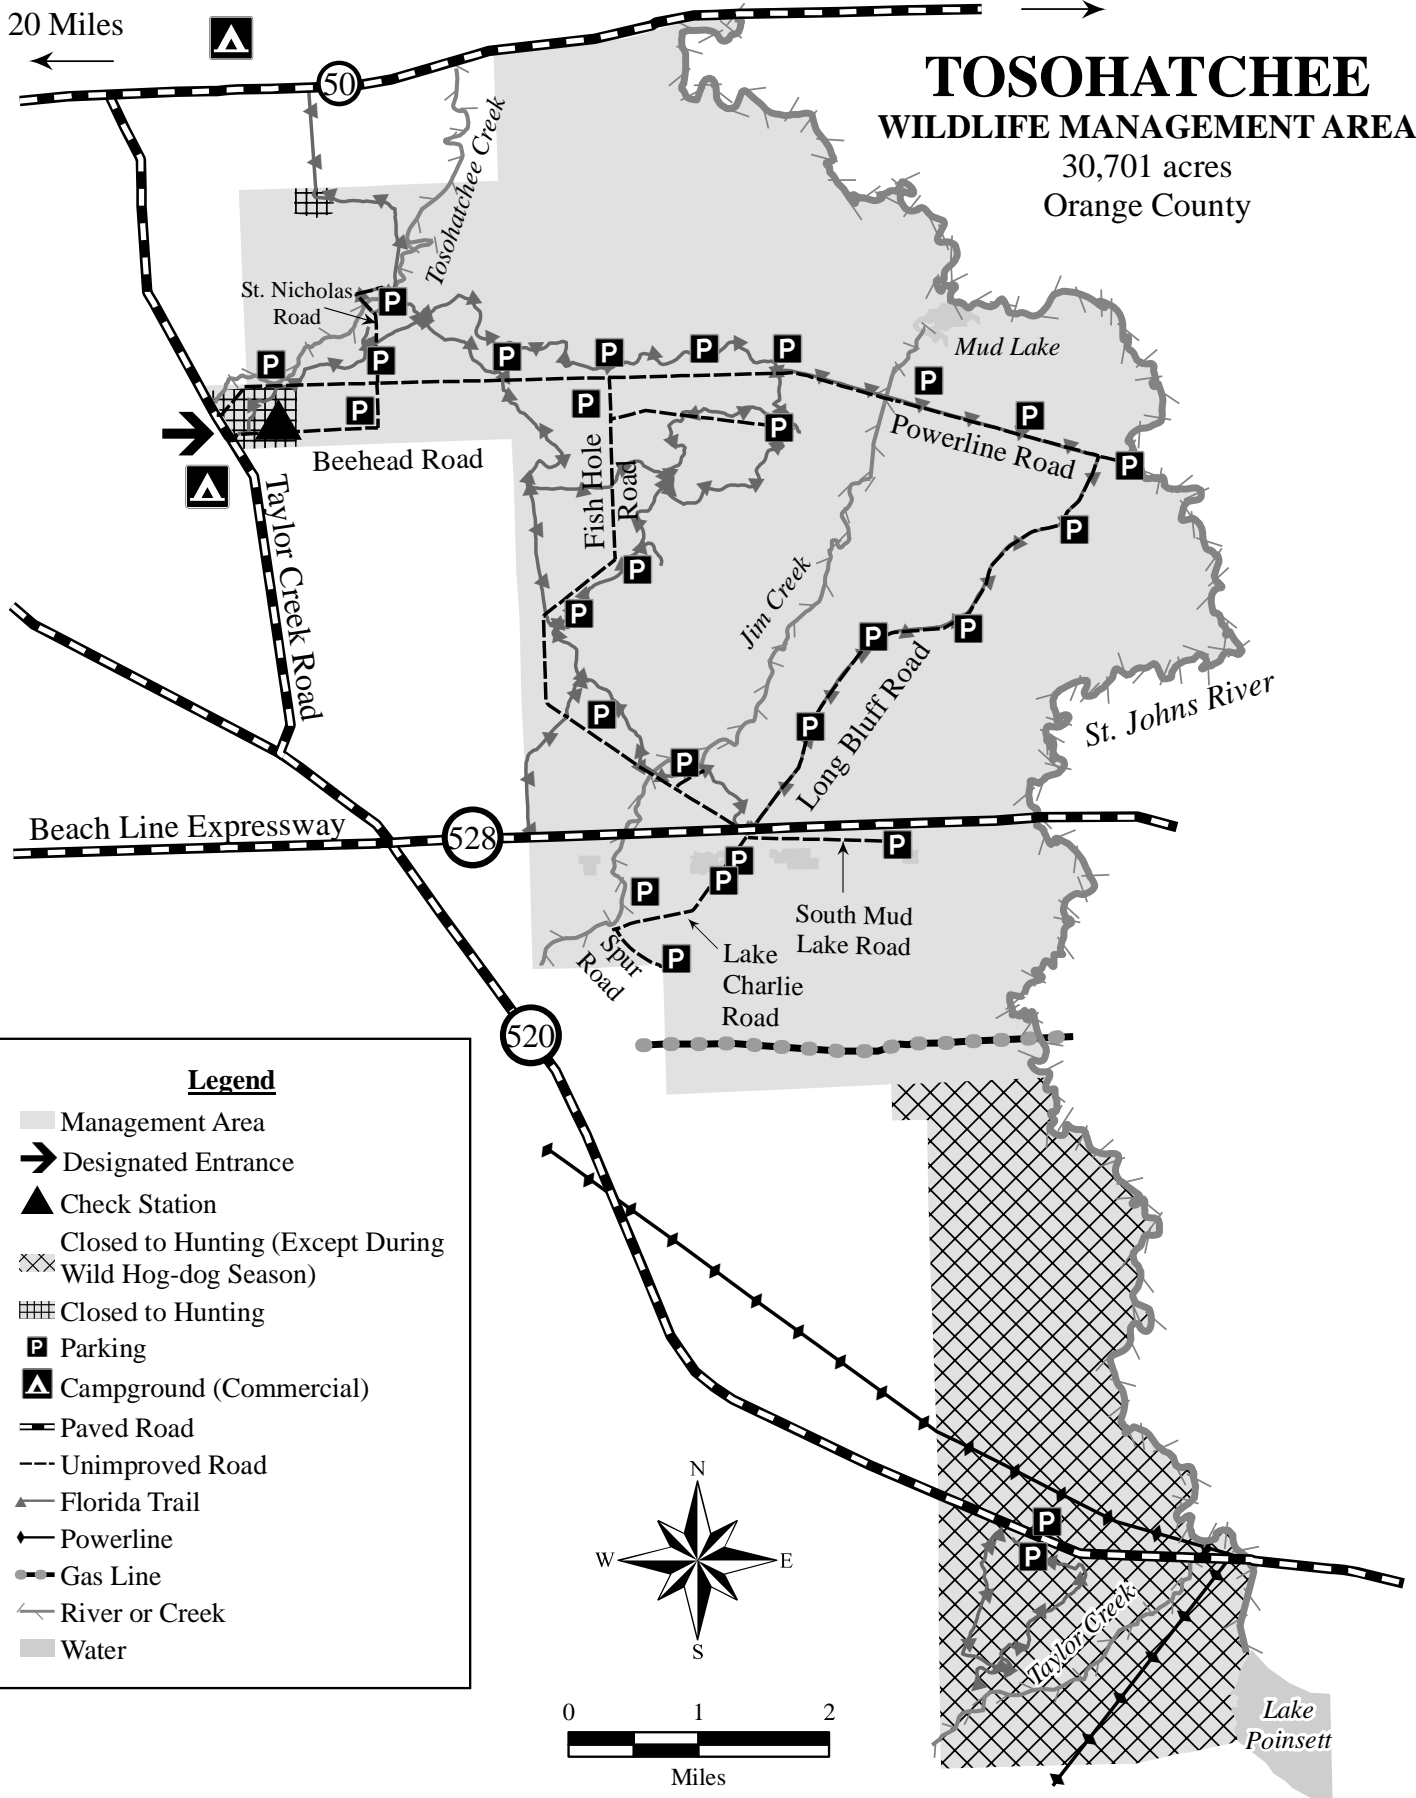 20 Miles
50
TOSOHATCHEE
WILDLIFE MANAGEMENT AREA
30,701 acres
Orange County
Tosohatchee Creek
St. Nicholas
Road
P
P
P
P
P
P
P
P
P
P
P
P
P
P
Mud Lake
Powerline Road
Beehead Road
Fish Hole
Road
Taylor Creek Road
P
P
P
P
P
P
P
P
Jim Creek
Long Bluff Road
St. Johns River
Beach Line Expressway
528
P
P
P
P
P
South Mud
Lake Road
Spur
Road
Lake
Charlie
Road
520
Legend
Management Area
Designated Entrance
Check Station
Closed to Hunting (Except During
Wild Hog-dog Season)
Closed to Hunting
P Parking
Campground (Commercial)
Paved Road
Unimproved Road
Florida Trail
Powerline
Gas Line
River or Creek
Water
N
W E
S
0 1 2
Miles
P
P
Taylor Creek
Lake
Poinsett